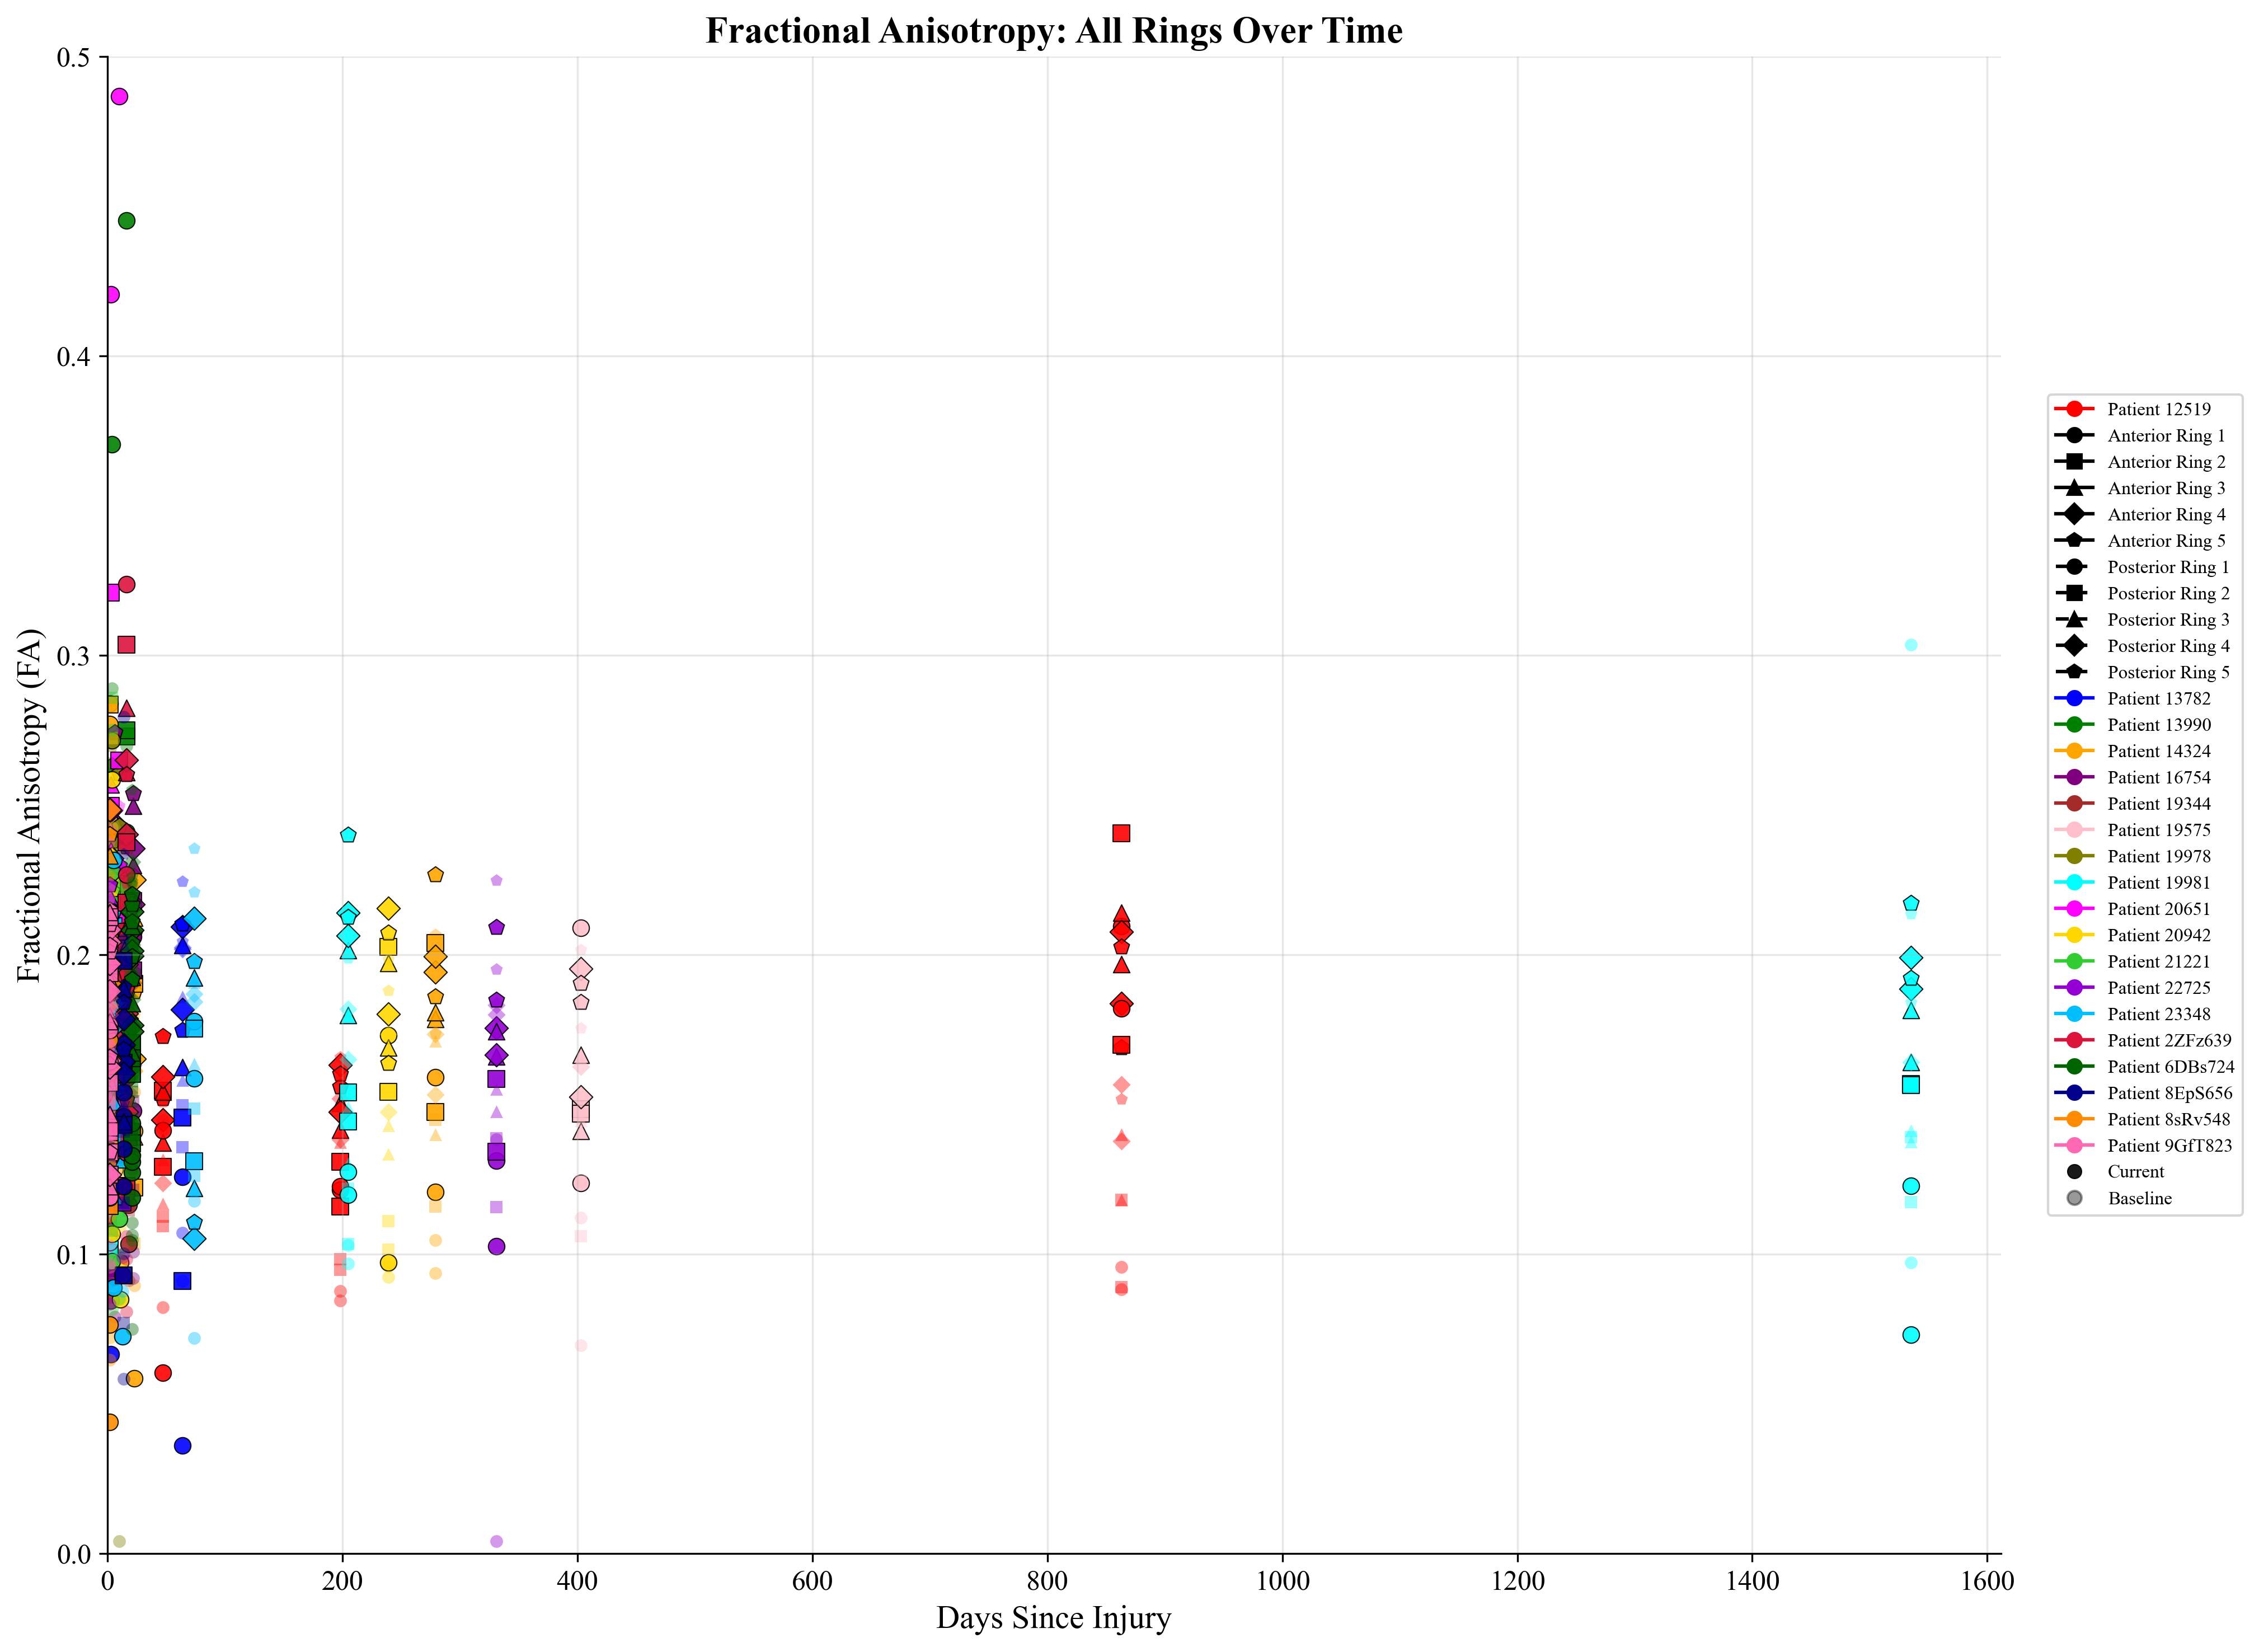 Fractional Anisotropy: All Rings Over Time
0.5
0.4
0.3
0.2
0.1
0.0
Fractional Anisotropy (FA)
0
200
400
600
800
1000
1200
1400
1600
Days Since Injury
Patient 12519
Anterior Ring 1
Anterior Ring 2
Anterior Ring 3
Anterior Ring 4
Anterior Ring 5
Posterior Ring 1
Posterior Ring 2
Posterior Ring 3
Posterior Ring 4
Posterior Ring 5
Patient 13782
Patient 13990
Patient 14324
Patient 16754
Patient 19344
Patient 19575
Patient 19978
Patient 19981
Patient 20651
Patient 20942
Patient 21221
Patient 22725
Patient 23348
Patient 2ZFz639
Patient 6DBs724
Patient 8EpS656
Patient 8sRv548
Patient 9GfT823
Current
Baseline